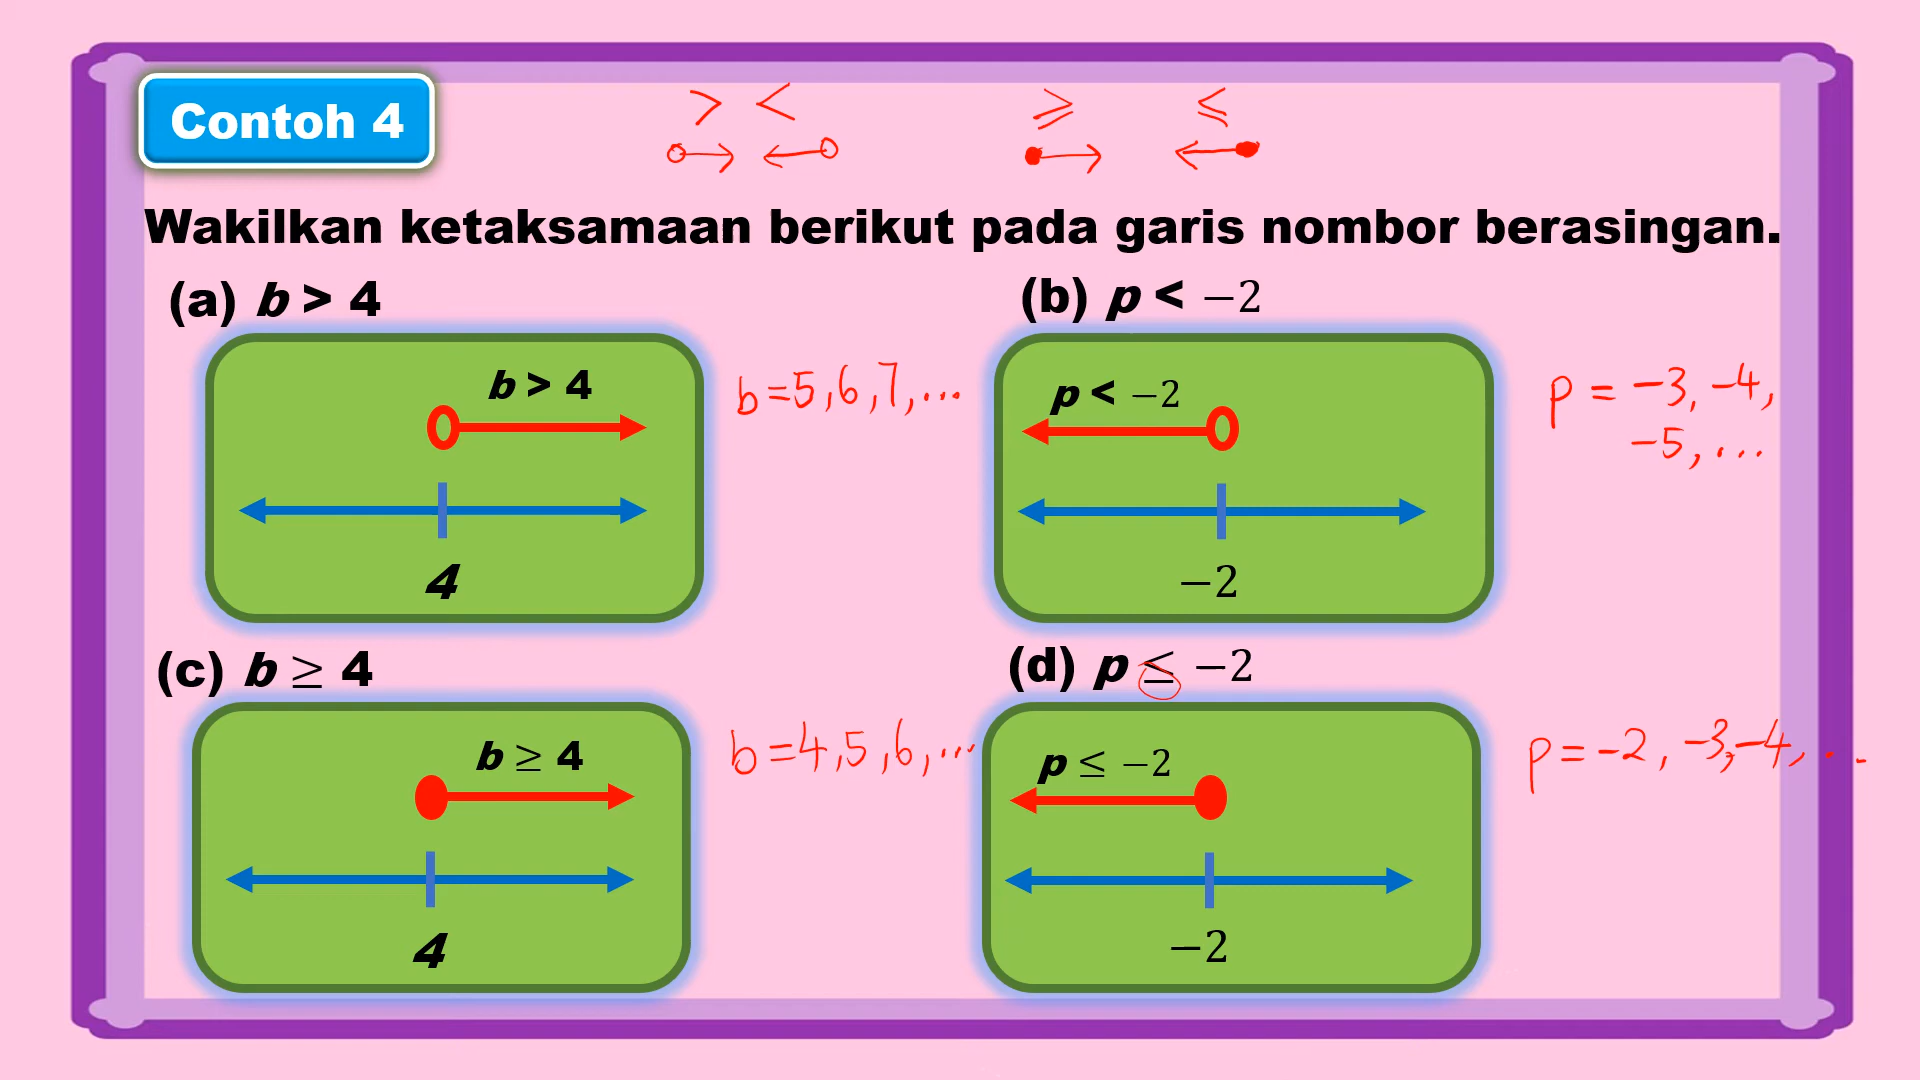 Contoh 4
> < ≥ ≤
Wakilkan ketaksamaan berikut pada garis nombor berasingan.
(a) b > 4
b > 4
4
b = 5, 6, 7, ...
(b) p < −2
p < −2
−2
p = −3, −4,
−5, ...
(c) b ≥ 4
b ≥ 4
4
b = 4, 5, 6, ...
(d) p ≤ −2
p ≤ −2
−2
p = −2, −3, −4, ...